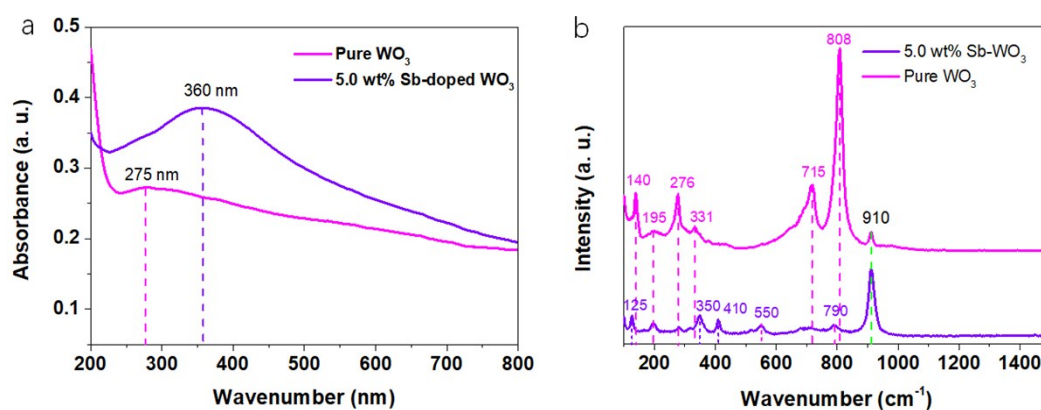 a
0.5
0.4
0.3
0.2
0.1
Absorbance (a. u.)
Pure WO₃
5.0 wt% Sb-doped WO₃
360 nm
275 nm
200 300 400 500 600 700 800
Wavenumber (nm)
b
Intensity (a. u.)
5.0 wt% Sb-WO₃
Pure WO₃
808
715
140
276
195
331
910
125
350
410
550
790
200 400 600 800 1000 1200 1400
Wavenumber (cm⁻¹)